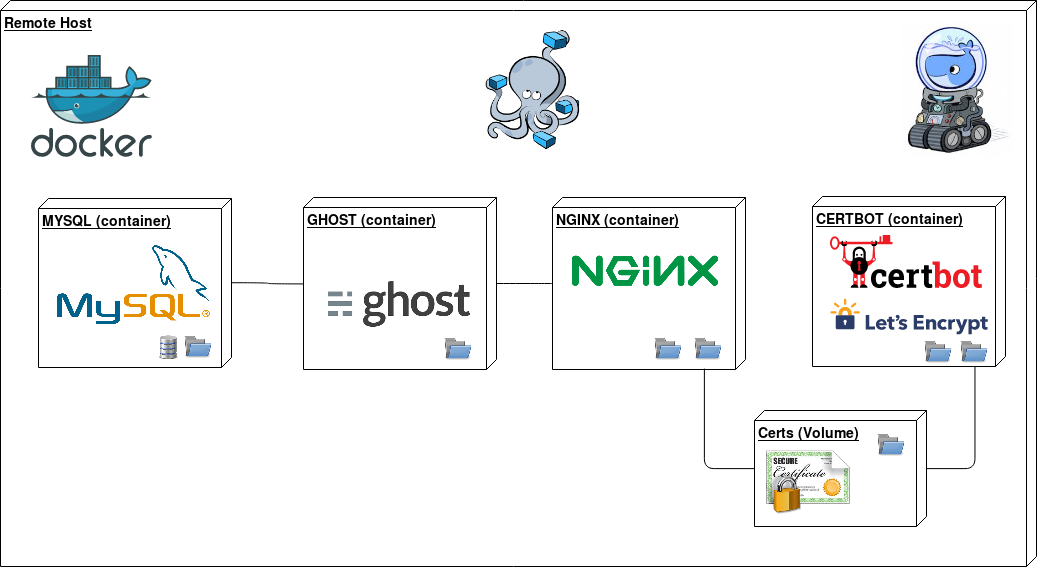 Remote Host
docker
MYSQL (container)
MySQL
GHOST (container)
ghost
NGINX (container)
NGiNX
CERTBOT (container)
certbot
Let's Encrypt
Certs (Volume)
SECURE
Certificate